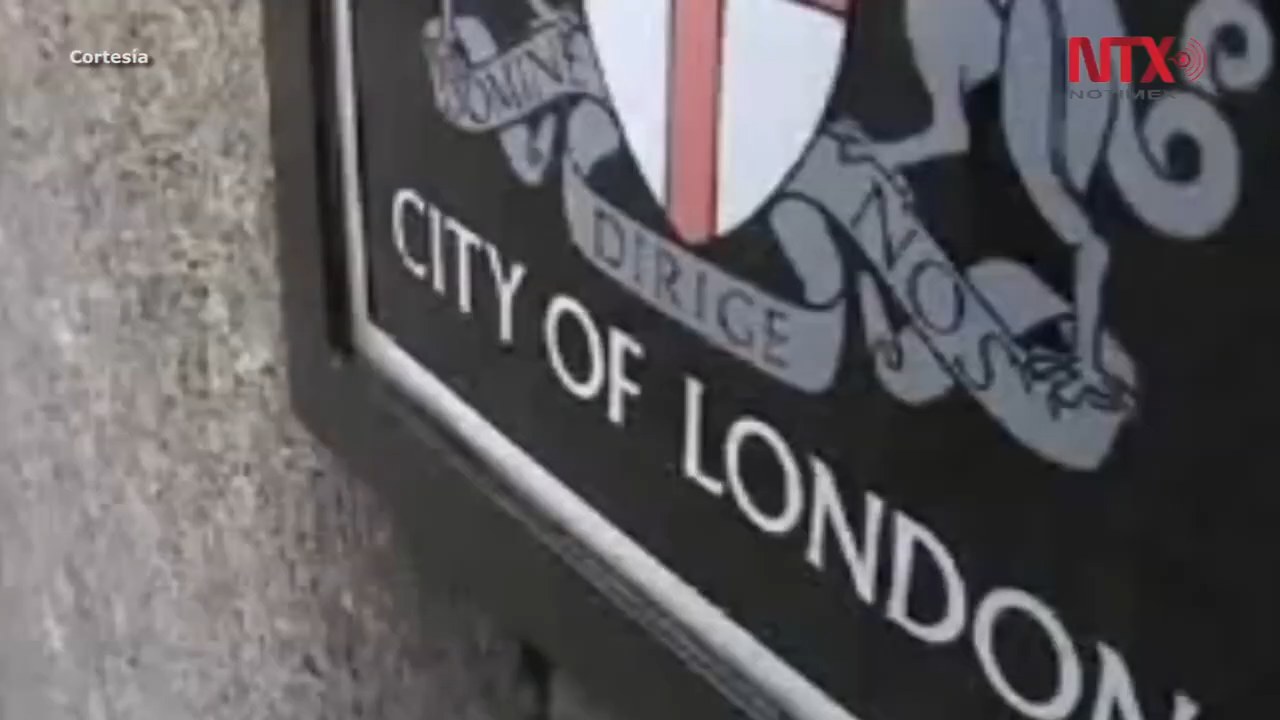 Cortesía
NTX
NOTIMEX
DOMINE
DIRIGE
NOS
CITY OF LONDON